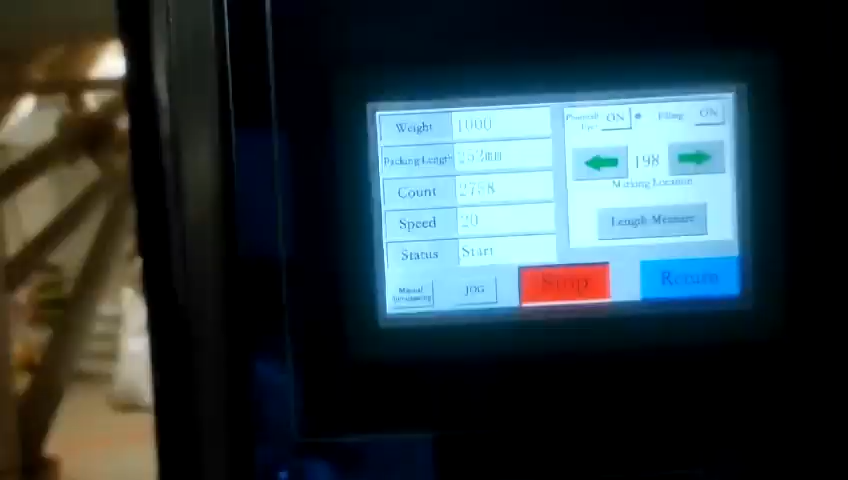 Weight 1000
Packing Length mm
Count
Speed 20
Status Start
Manual
JOG
Stop
Return
ON
Filling ON
198
Marking Location
Length Measure